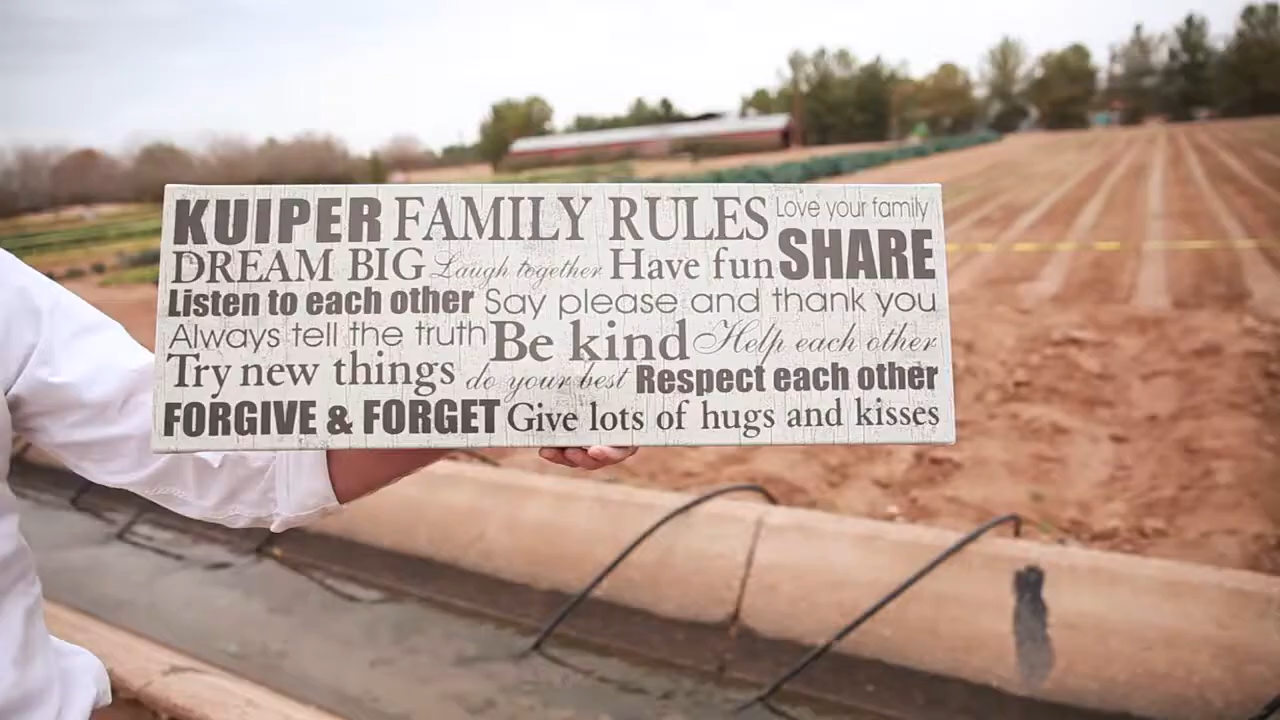 KUIPER FAMILY RULES Love your family
DREAM BIG Laugh together Have fun SHARE
Listen to each other Say please and thank you
Always tell the truth Be kind Help each other
Try new things do your best Respect each other
FORGIVE & FORGET Give lots of hugs and kisses